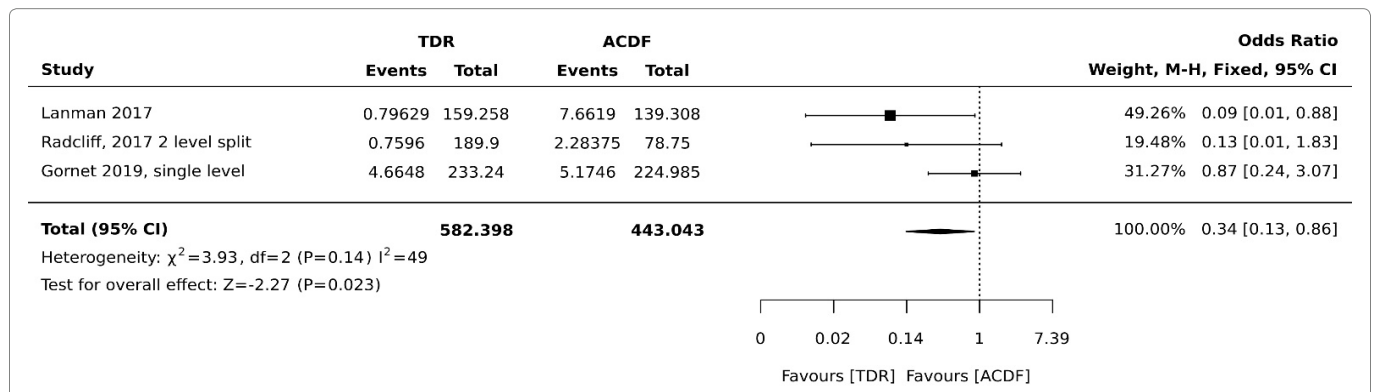 TDR ACDF Odds Ratio
Study Events Total Events Total Weight, M-H, Fixed, 95% CI
Lanman 2017 0.79629 159.258 7.6619 139.308 49.26% 0.09 [0.01, 0.88]
Radcliff, 2017 2 level split 0.7596 189.9 2.28375 78.75 19.48% 0.13 [0.01, 1.83]
Gornet 2019, single level 4.6648 233.24 5.1746 224.985 31.27% 0.87 [0.24, 3.07]
Total (95% CI) 582.398 443.043 100.00% 0.34 [0.13, 0.86]
Heterogeneity: χ²=3.93, df=2 (P=0.14) I²=49
Test for overall effect: Z=-2.27 (P=0.023)
0 0.02 0.14 1 7.39
Favours [TDR] Favours [ACDF]